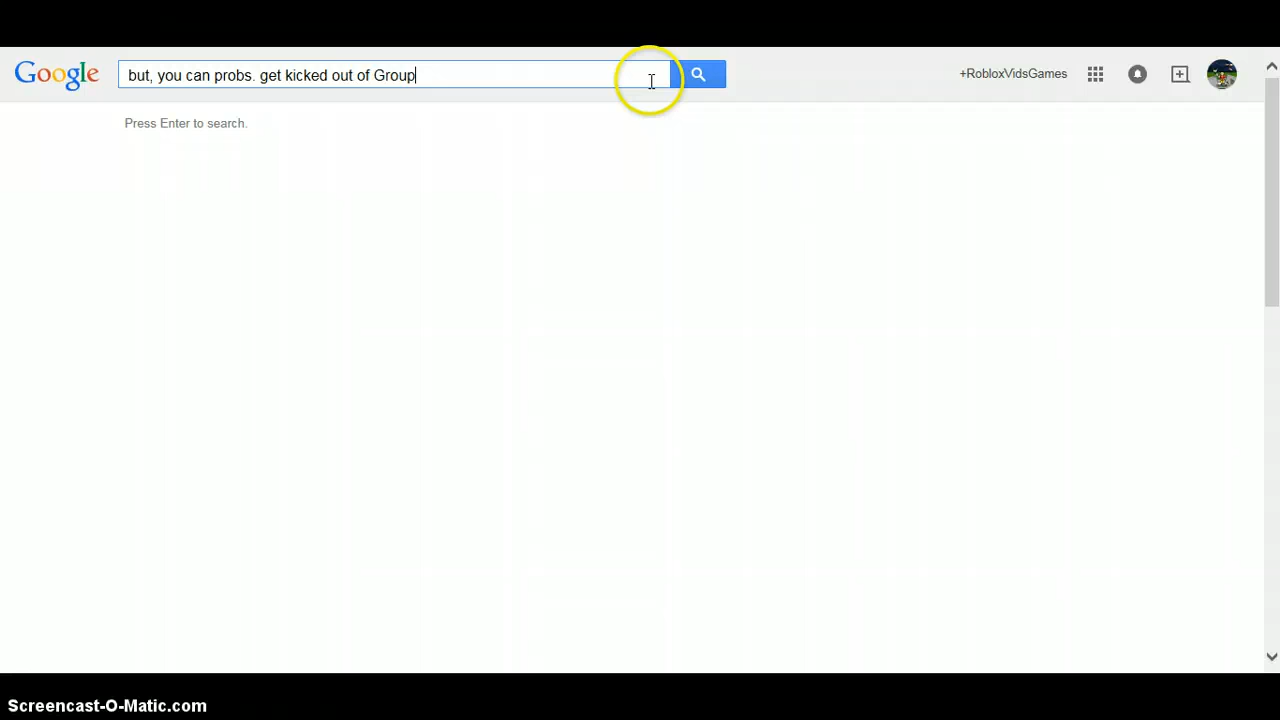 Google
but, you can probs. get kicked out of Group
+RobloxVidsGames
Press Enter to search.
Screencast-O-Matic.com